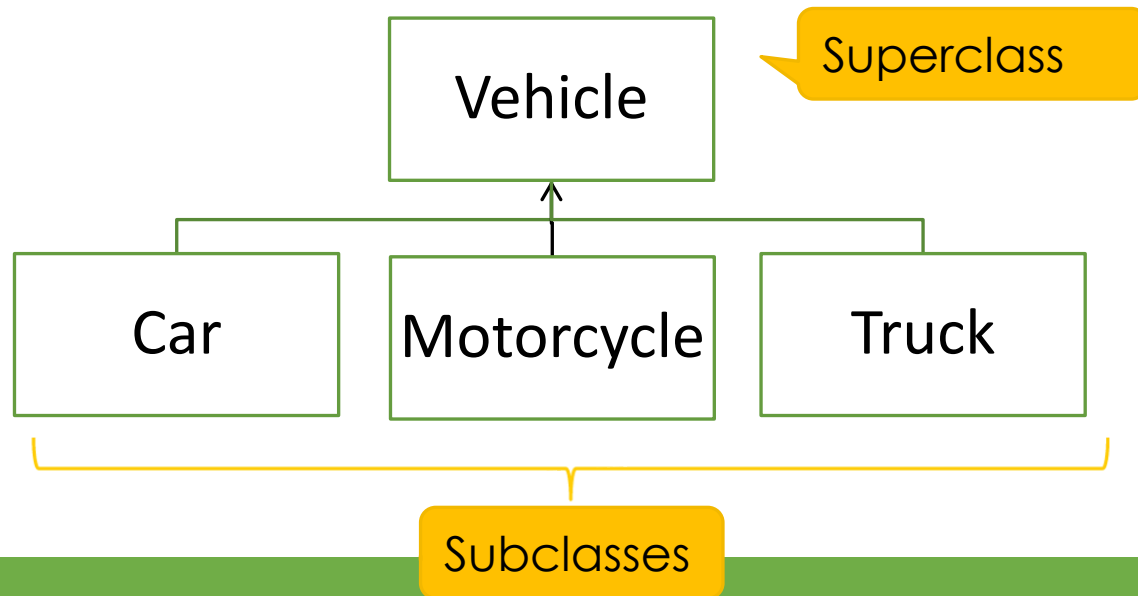 Superclass
Vehicle
Car
Motorcycle
Truck
Subclasses